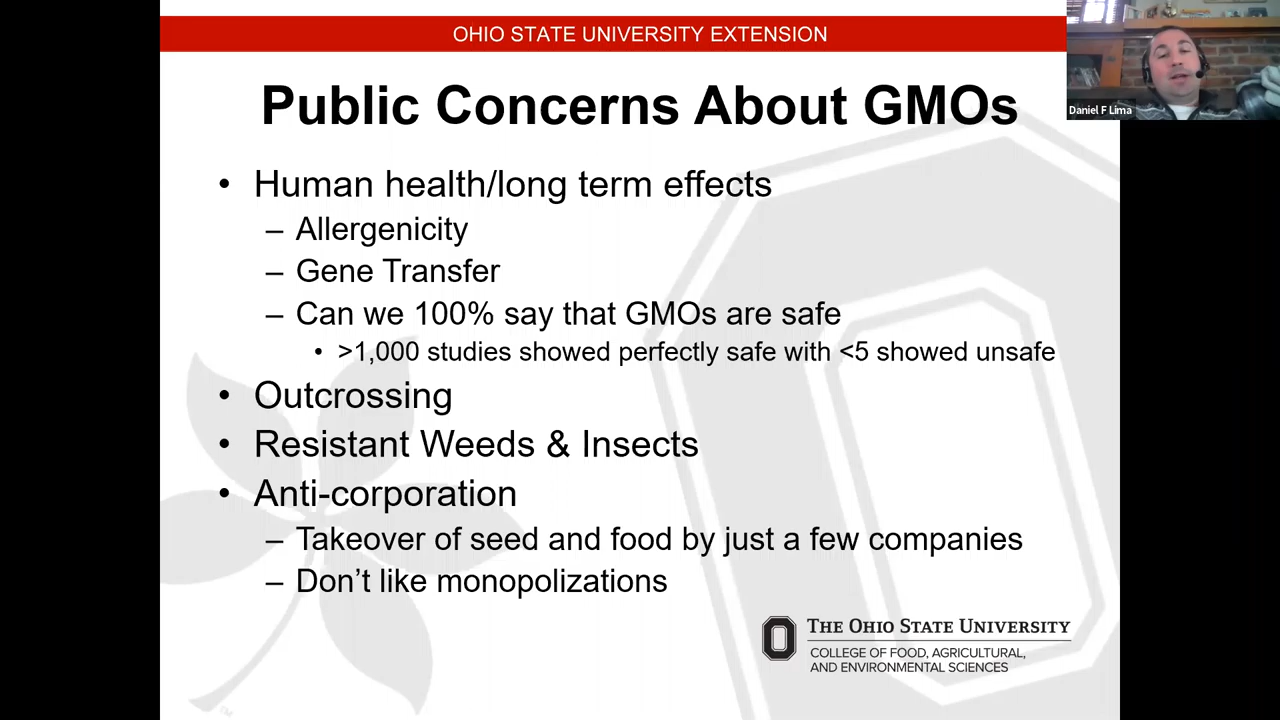 OHIO STATE UNIVERSITY EXTENSION
Daniel F Lima
Public Concerns About GMOs
• Human health/long term effects
– Allergenicity
– Gene Transfer
– Can we 100% say that GMOs are safe
• >1,000 studies showed perfectly safe with <5 showed unsafe
• Outcrossing
• Resistant Weeds & Insects
• Anti-corporation
– Takeover of seed and food by just a few companies
– Don’t like monopolizations
THE OHIO STATE UNIVERSITY
COLLEGE OF FOOD, AGRICULTURAL,
AND ENVIRONMENTAL SCIENCES
TM